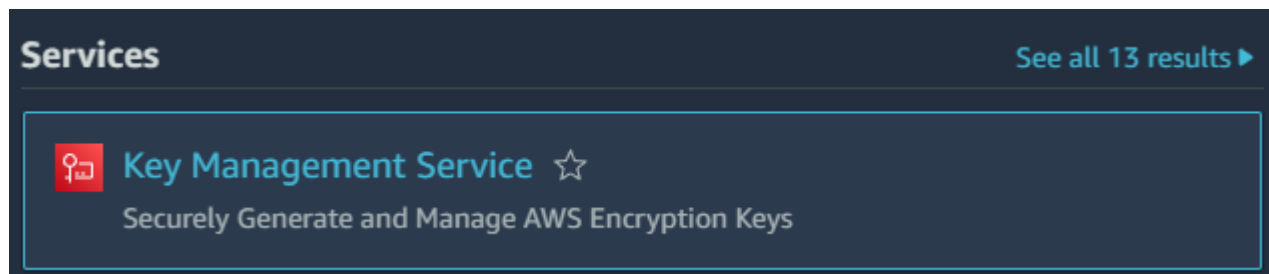 Services
See all 13 results
Key Management Service
Securely Generate and Manage AWS Encryption Keys